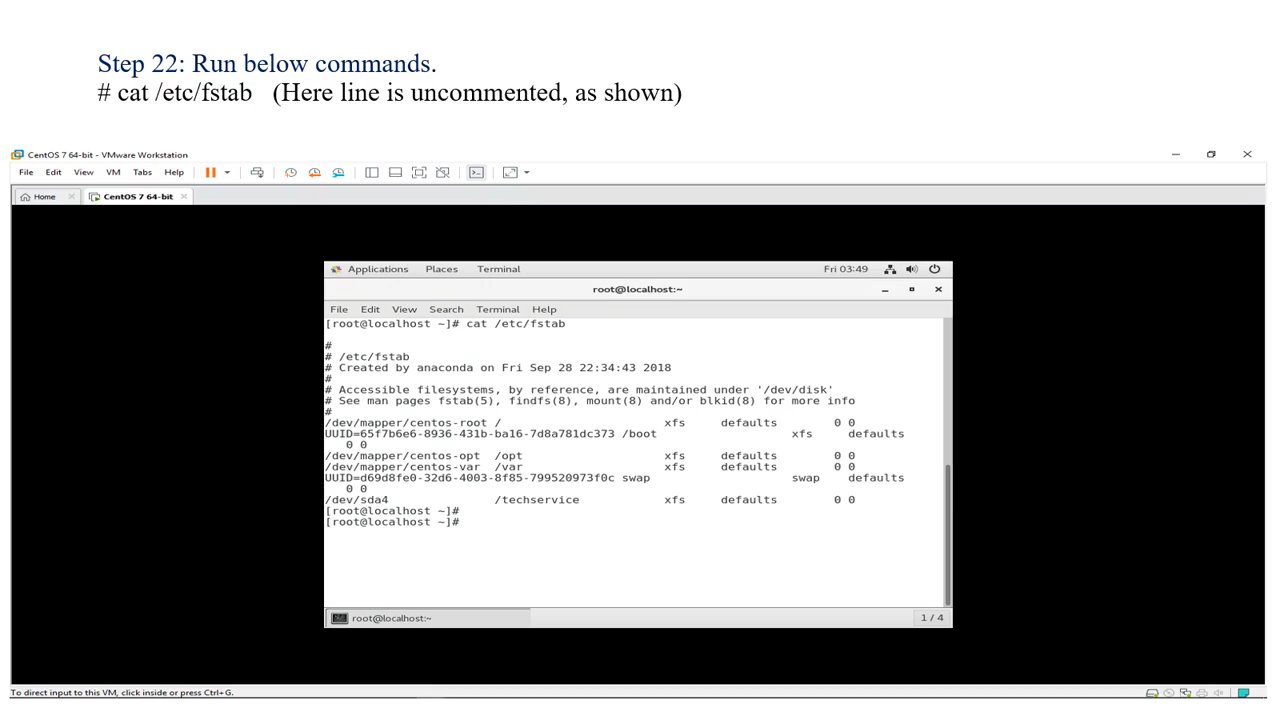 Step 22: Run below commands.
# cat /etc/fstab   (Here line is uncommented, as shown)
CentOS 7 64-bit - VMware Workstation
File Edit View VM Tabs Help
Home CentOS 7 64-bit
Applications Places Terminal Fri 03:49
root@localhost:~
File Edit View Search Terminal Help
[root@localhost ~]# cat /etc/fstab
#
# /etc/fstab
# Created by anaconda on Fri Sep 28 22:34:43 2018
#
# Accessible filesystems, by reference, are maintained under '/dev/disk'
# See man pages fstab(5), findfs(8), mount(8) and/or blkid(8) for more info
#
/dev/mapper/centos-root / xfs defaults 0 0
UUID=65f7b6e6-8936-431b-ba16-7d8a781dc373 /boot xfs defaults
0 0
/dev/mapper/centos-opt /opt xfs defaults 0 0
/dev/mapper/centos-var /var xfs defaults 0 0
UUID=d69d8fe0-32d6-4003-8f85-799520973f0c swap swap defaults
0 0
/dev/sda4 /techservice xfs defaults 0 0
[root@localhost ~]#
[root@localhost ~]#
root@localhost:~ 1 / 4
To direct input to this VM, click inside or press Ctrl+G.